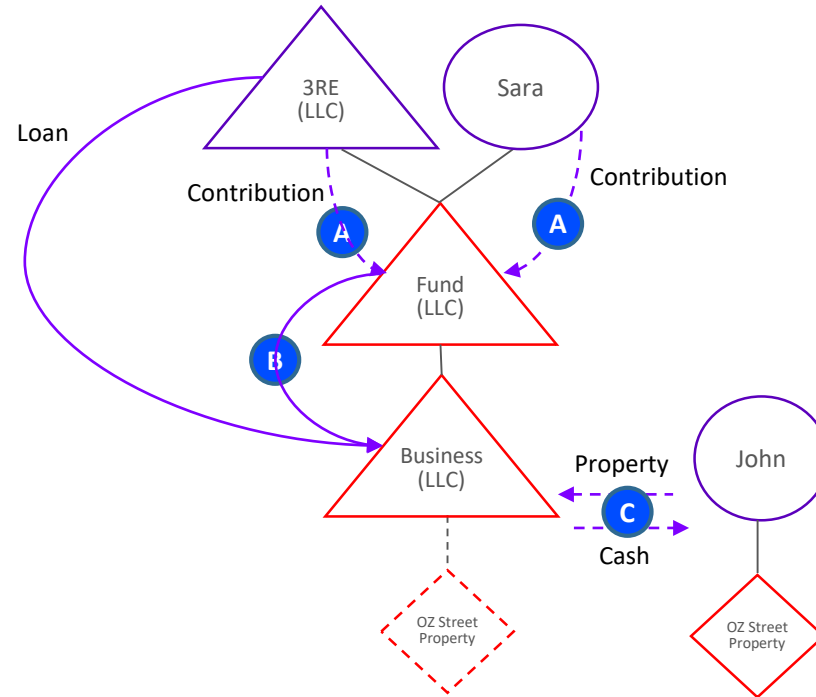 3RE
(LLC)
Sara
Loan
Contribution
Contribution
A
A
Fund
(LLC)
B
Business
(LLC)
Property
C
Cash
John
OZ Street
Property
OZ Street
Property